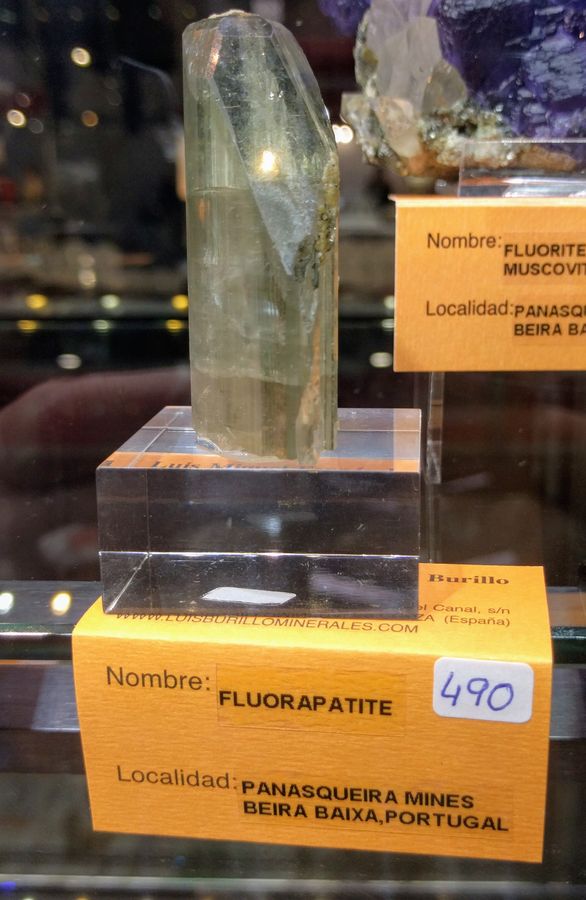 Nombre: FLUORITE
MUSCOVIT
Localidad: PANASQU
BEIRA BA
Luis
Burillo
Canal, s/n
ZA (España)
WWW.LUISBURILLOMINERALES.COM
Nombre: FLUORAPATITE
490
Localidad: PANASQUEIRA MINES
BEIRA BAIXA,PORTUGAL